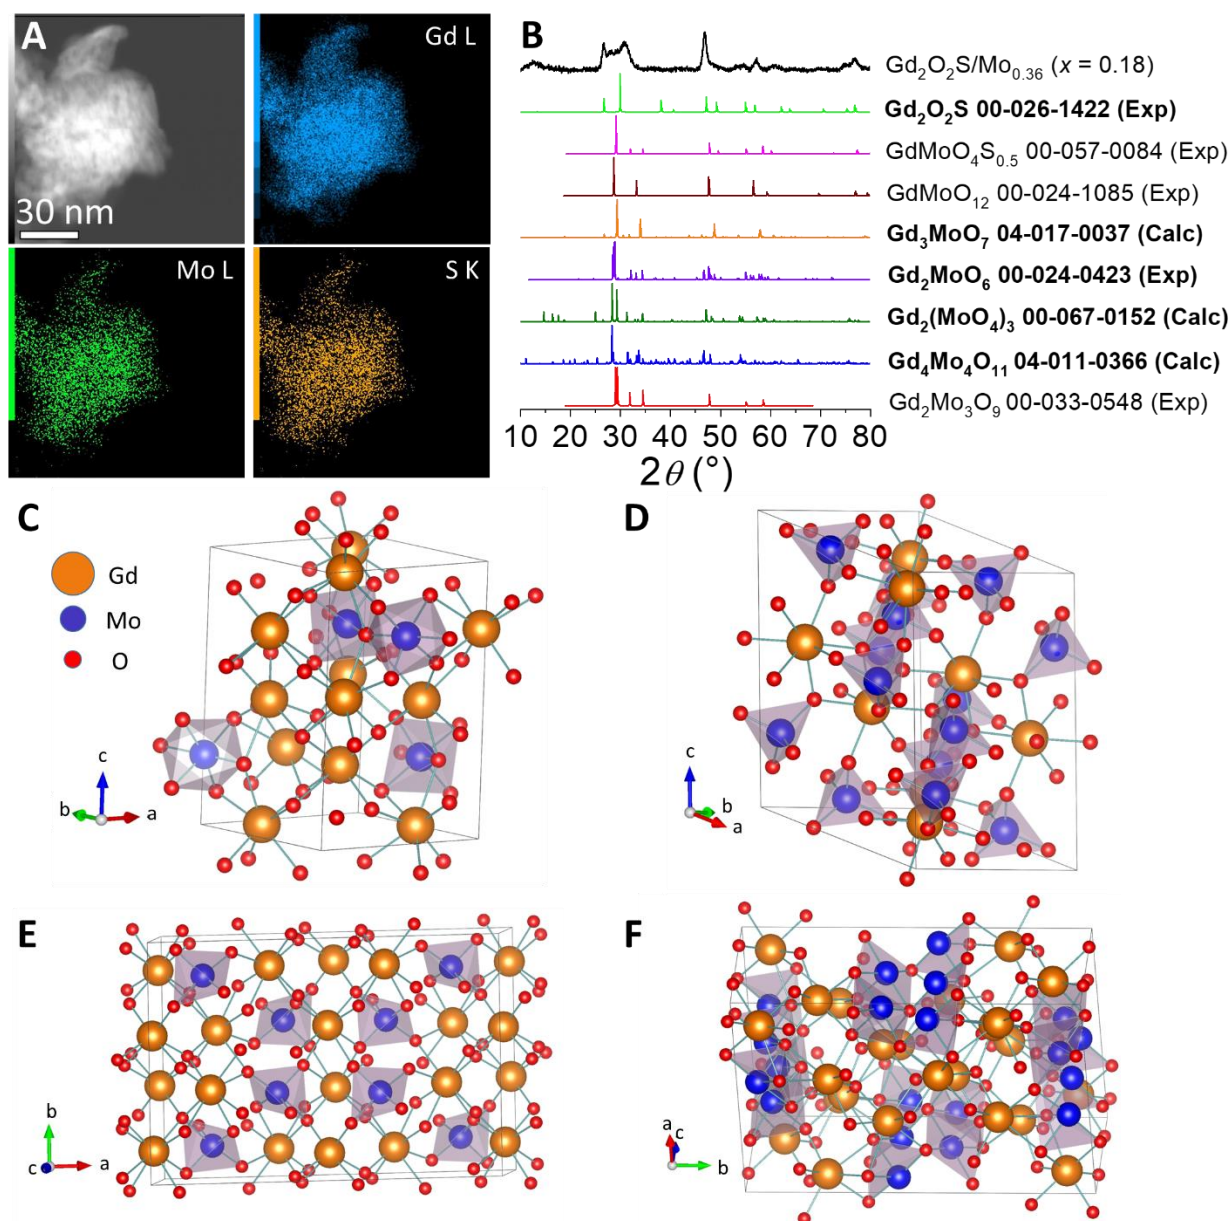 A
Gd L
30 nm
Mo L
S K
B
Gd₂O₂S/Mo₀.₃₆ (x = 0.18)
Gd₂O₂S 00-026-1422 (Exp)
GdMoO₄S₀.₅ 00-057-0084 (Exp)
GdMoO₁₂ 00-024-1085 (Exp)
Gd₃MoO₇ 04-017-0037 (Calc)
Gd₂MoO₆ 00-024-0423 (Exp)
Gd₂(MoO₄)₃ 00-067-0152 (Calc)
Gd₄Mo₄O₁₁ 04-011-0366 (Calc)
Gd₂Mo₃O₉ 00-033-0548 (Exp)
10 20 30 40 50 60 70 80
2θ (°)
C
Gd
Mo
O
c
b
a
D
c
b
a
E
b
c
a
F
a
c
b